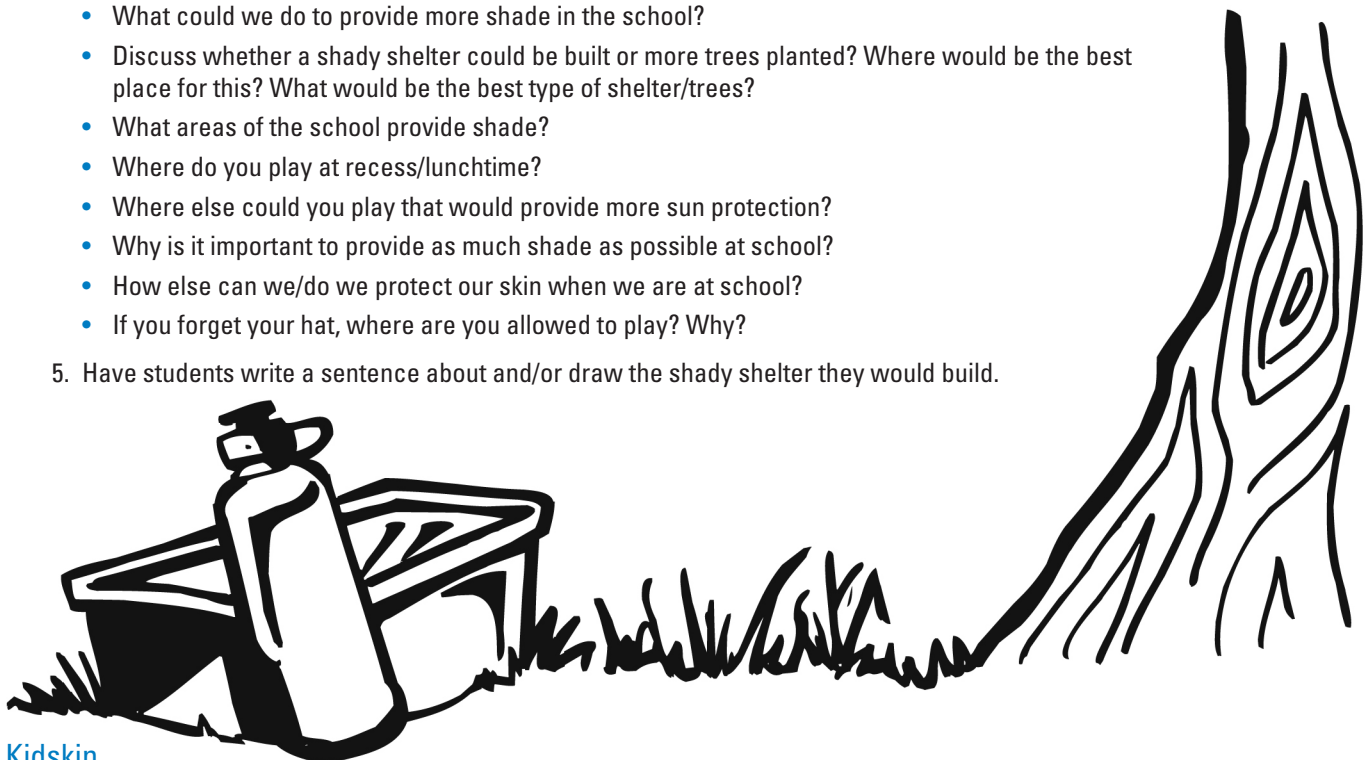 • What could we do to provide more shade in the school?
• Discuss whether a shady shelter could be built or more trees planted? Where would be the best
place for this? What would be the best type of shelter/trees?
• What areas of the school provide shade?
• Where do you play at recess/lunchtime?
• Where else could you play that would provide more sun protection?
• Why is it important to provide as much shade as possible at school?
• How else can we/do we protect our skin when we are at school?
• If you forget your hat, where are you allowed to play? Why?
5. Have students write a sentence about and/or draw the shady shelter they would build.
Kidskin